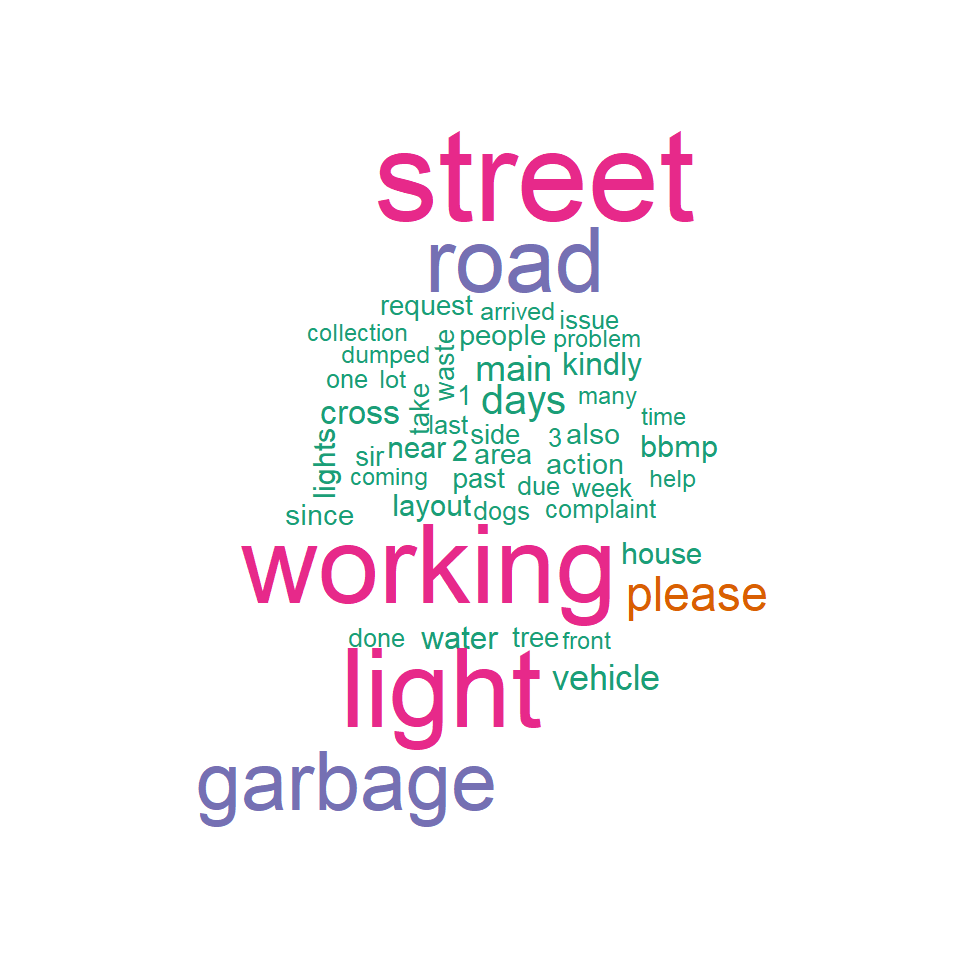 street
road
request arrived issue
collection people problem
dumped waste main kindly
one lot take 1 days many
cross last side 3 also time
lights sir near 2 area action bbmp
coming past due week help
since layout dogs complaint
working house
please
done water tree front
light vehicle
garbage